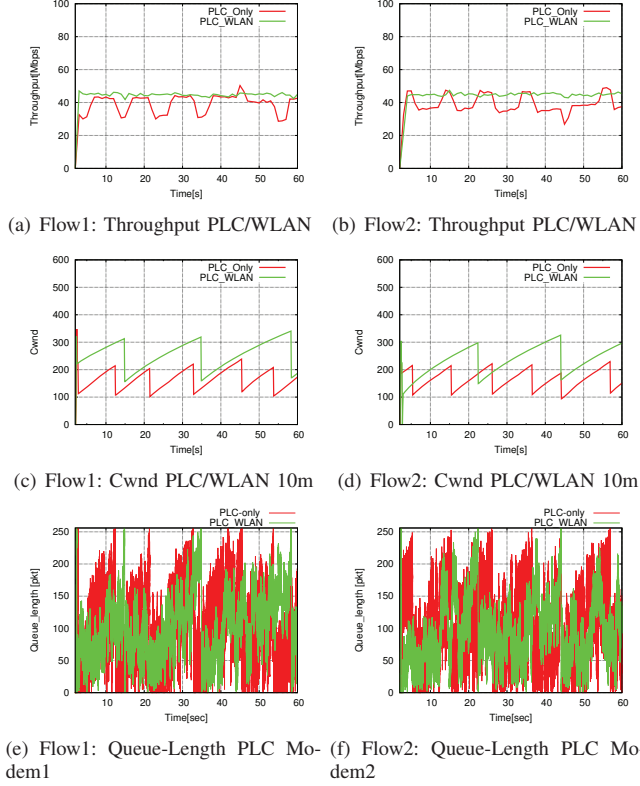 PLC_Only
PLC_WLAN
Throughput[Mbps]
100
80
60
40
20
0
10 20 30 40 50 60
Time[s]
(a) Flow1: Throughput PLC/WLAN
PLC_Only
PLC_WLAN
Throughput[Mbps]
100
80
60
40
20
0
10 20 30 40 50 60
Time[s]
(b) Flow2: Throughput PLC/WLAN
PLC_Only
PLC_WLAN
Cwnd
600
500
400
300
200
100
0
10 20 30 40 50 60
Time[s]
(c) Flow1: Cwnd PLC/WLAN 10m
PLC_Only
PLC_WLAN
Cwnd
600
500
400
300
200
100
0
10 20 30 40 50 60
Time[s]
(d) Flow2: Cwnd PLC/WLAN 10m
PLC-only
PLC_WLAN
Queue_length [pkt]
250
200
150
100
50
0
10 20 30 40 50 60
Time[sec]
(e) Flow1: Queue-Length PLC Mo-
dem1
PLC-only
PLC_WLAN
Queue_length [pkt]
250
200
150
100
50
0
10 20 30 40 50 60
Time[sec]
(f) Flow2: Queue-Length PLC Mo
dem2